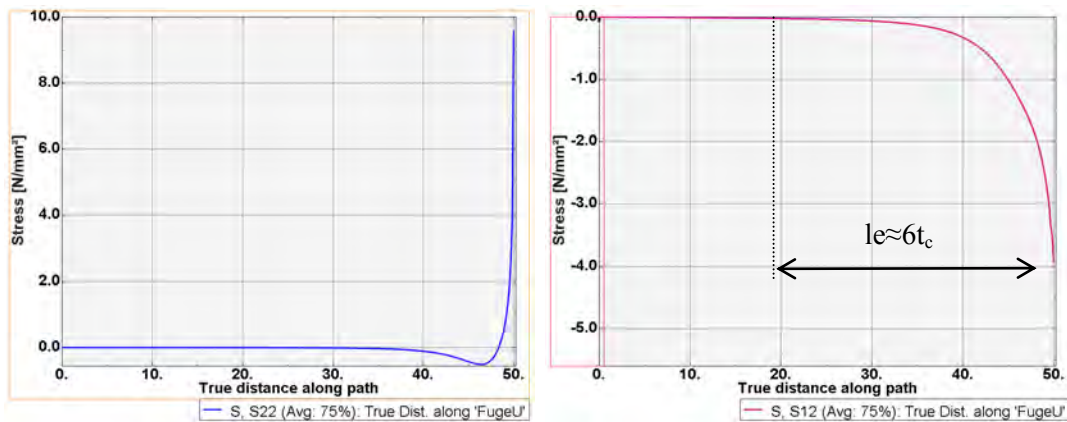 10.0
8.0
6.0
4.0
2.0
0.0
Stress [N/mm²]
0. 10. 20. 30. 40. 50.
True distance along path
S, S22 (Avg: 75%): True Dist. along 'FugeU'
0.0
-1.0
-2.0
-3.0
-4.0
-5.0
Stress [N/mm²]
le≈6tc
0. 10. 20. 30. 40. 50.
True distance along path
S, S12 (Avg: 75%): True Dist. along 'FugeU'